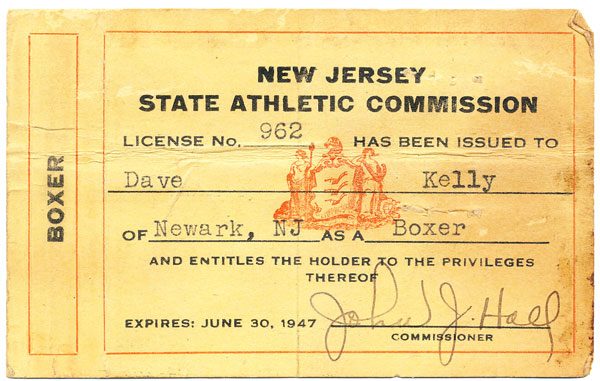 BOXER
NEW JERSEY
STATE ATHLETIC COMMISSION
LICENSE No. 962 HAS BEEN ISSUED TO
Dave Kelly
OF Newark, NJ AS A Boxer
AND ENTITLES THE HOLDER TO THE PRIVILEGES
THEREOF
John J. Hall
EXPIRES: JUNE 30, 1947
COMMISSIONER